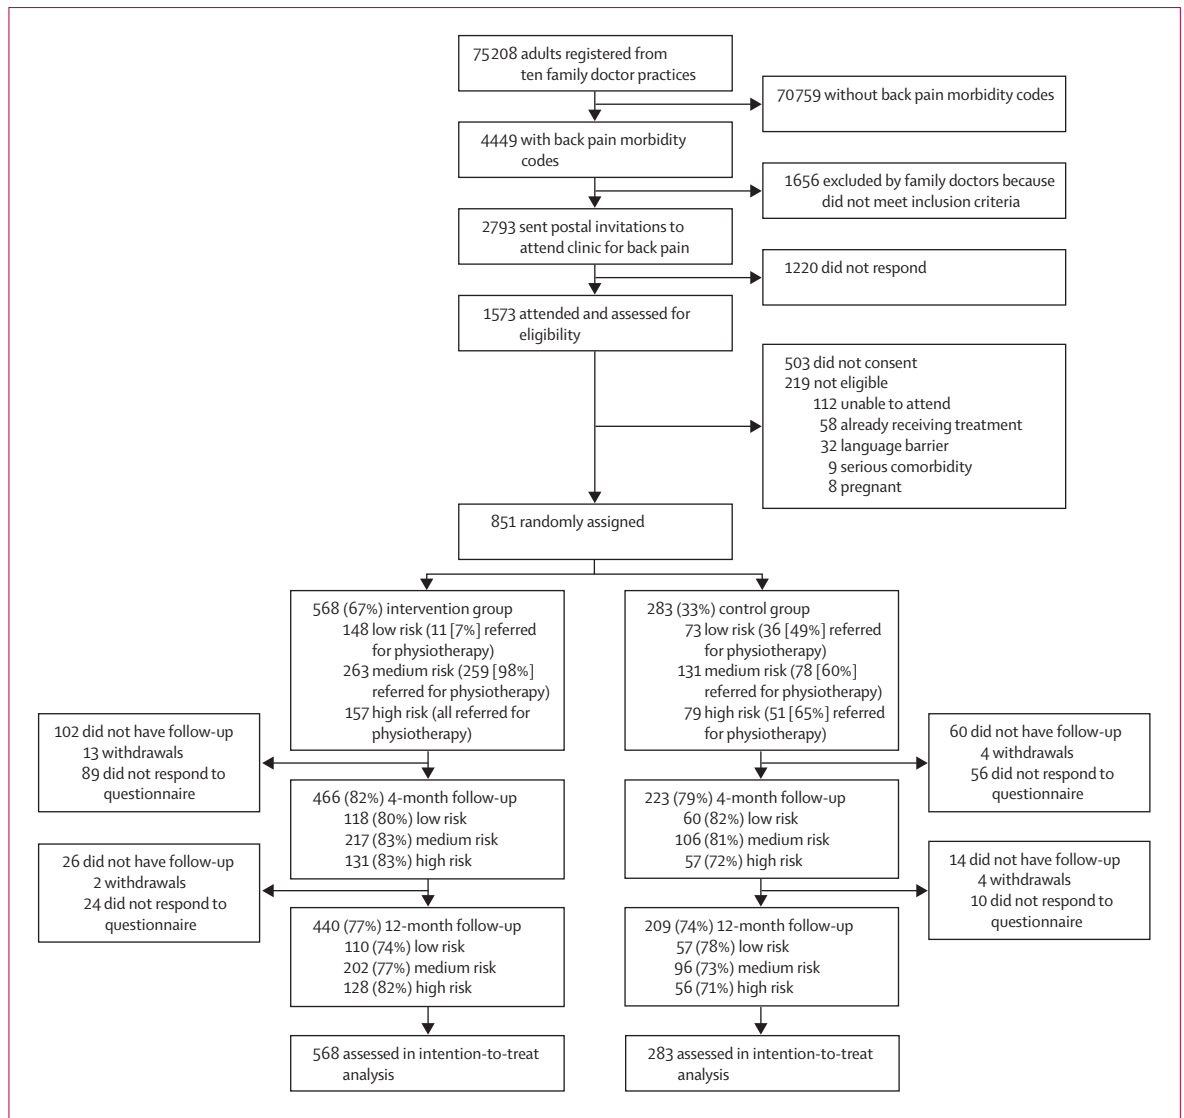 75208 adults registered from
ten family doctor practices
70759 without back pain morbidity codes
4449 with back pain morbidity
codes
1656 excluded by family doctors because
did not meet inclusion criteria
2793 sent postal invitations to
attend clinic for back pain
1220 did not respond
1573 attended and assessed for
eligibility
503 did not consent
219 not eligible
112 unable to attend
58 already receiving treatment
32 language barrier
9 serious comorbidity
8 pregnant
851 randomly assigned
568 (67%) intervention group
148 low risk (11 [7%] referred
for physiotherapy)
263 medium risk (259 [98%]
referred for physiotherapy)
157 high risk (all referred for
physiotherapy)
283 (33%) control group
73 low risk (36 [49%] referred
for physiotherapy)
131 medium risk (78 [60%]
referred for physiotherapy)
79 high risk (51 [65%] referred
for physiotherapy)
102 did not have follow-up
13 withdrawals
89 did not respond to
questionnaire
60 did not have follow-up
4 withdrawals
56 did not respond to
questionnaire
466 (82%) 4-month follow-up
118 (80%) low risk
217 (83%) medium risk
131 (83%) high risk
223 (79%) 4-month follow-up
60 (82%) low risk
106 (81%) medium risk
57 (72%) high risk
26 did not have follow-up
2 withdrawals
24 did not respond to
questionnaire
14 did not have follow-up
4 withdrawals
10 did not respond to
questionnaire
440 (77%) 12-month follow-up
110 (74%) low risk
202 (77%) medium risk
128 (82%) high risk
209 (74%) 12-month follow-up
57 (78%) low risk
96 (73%) medium risk
56 (71%) high risk
568 assessed in intention-to-treat
analysis
283 assessed in intention-to-treat
analysis